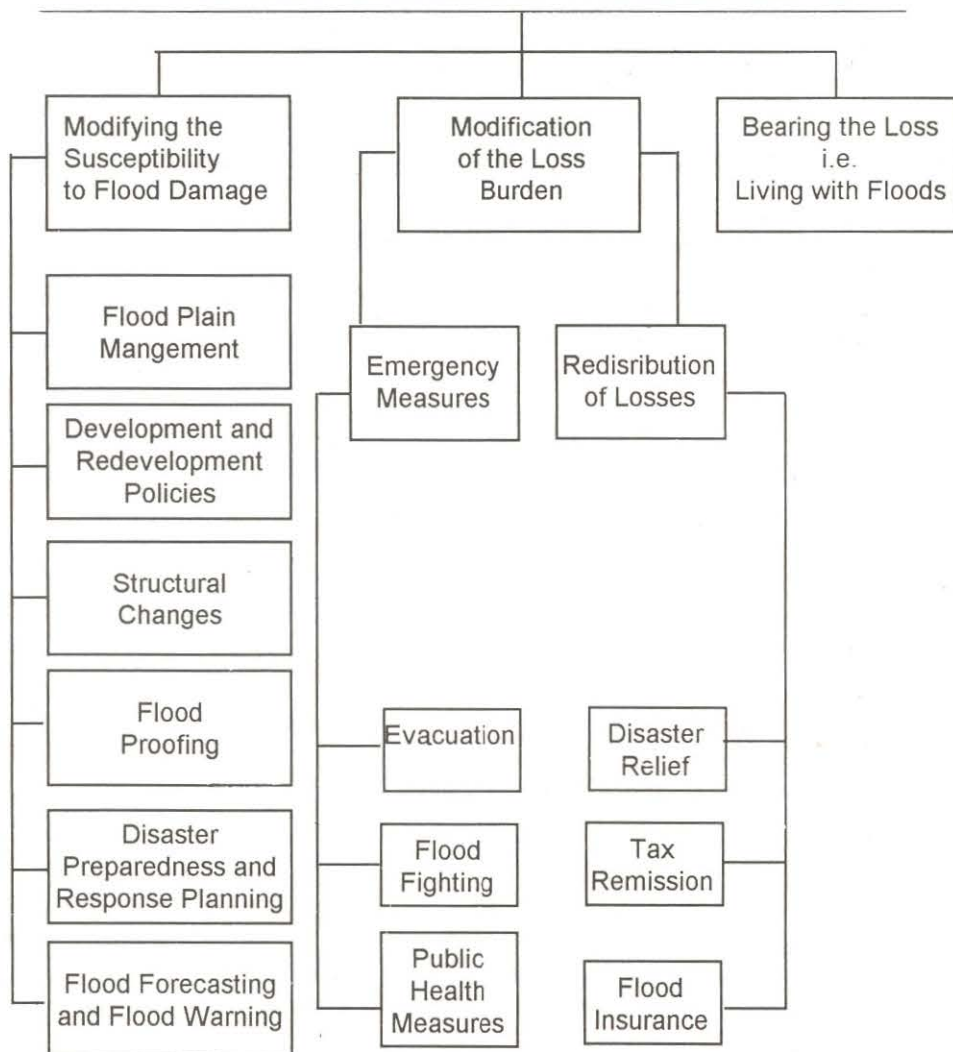 Modifying the
Susceptibility
to Flood Damage
Modification
of the Loss
Burden
Bearing the Loss
i.e.
Living with Floods
Flood Plain
Mangement
Development and
Redevelopment
Policies
Structural
Changes
Flood
Proofing
Disaster
Preparedness and
Response Planning
Flood Forecasting
and Flood Warning
Emergency
Measures
Redisribution
of Losses
Evacuation
Flood
Fighting
Public
Health
Measures
Disaster
Relief
Tax
Remission
Flood
Insurance